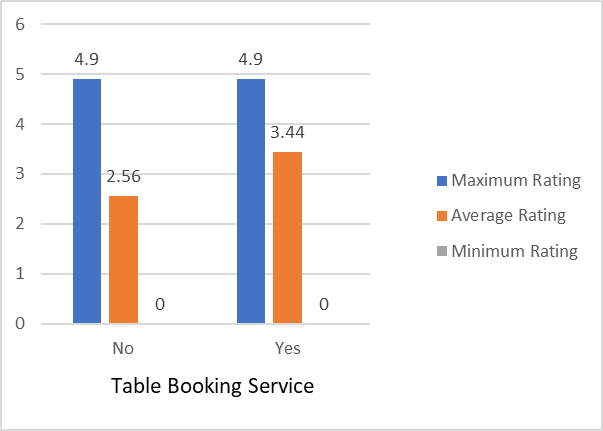 6
5
4
3
2
1
0
4.9
2.56
0
4.9
3.44
0
No
Yes
Table Booking Service
Maximum Rating
Average Rating
Minimum Rating